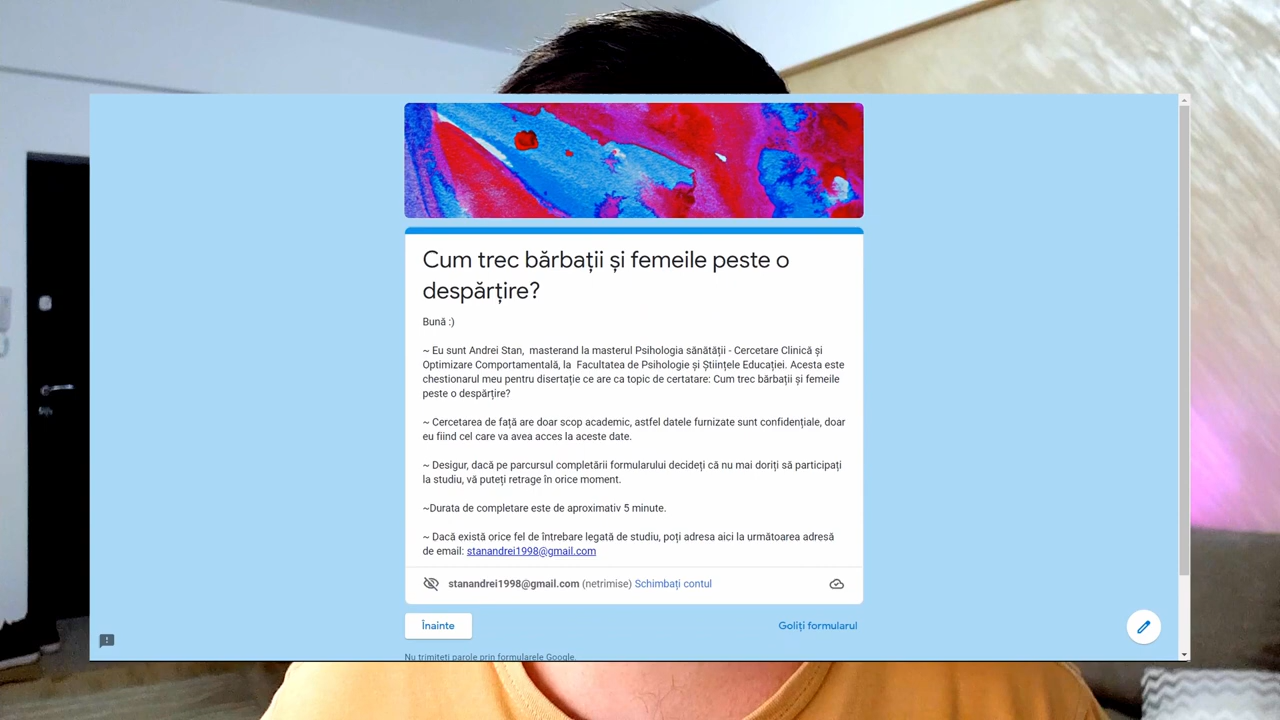 Cum trec bărbații și femeile peste o
despărțire?
Bună :)
~ Eu sunt Andrei Stan, masterand la masterul Psihologia sănătății - Cercetare Clinică și
Optimizare Comportamentală, la Facultatea de Psihologie și Științele Educației. Acesta este
chestionarul meu pentru disertație ce are ca topic de certatare: Cum trec bărbații și femeile
peste o despărțire?
~ Cercetarea de față are doar scop academic, astfel datele furnizate sunt confidențiale, doar
eu fiind cel care va avea acces la aceste date.
~ Desigur, dacă pe parcursul completării formularului decideți că nu mai doriți să participați
la studiu, vă puteți retrage în orice moment.
~Durata de completare este de aproximativ 5 minute.
~ Dacă există orice fel de întrebare legată de studiu, poți adresa aici la următoarea adresă
de email: stanandrei1998@gmail.com
stanandrei1998@gmail.com (netrimise) Schimbați contul
Înainte
Goliți formularul
Nu trimiteți parole prin formularele Google.